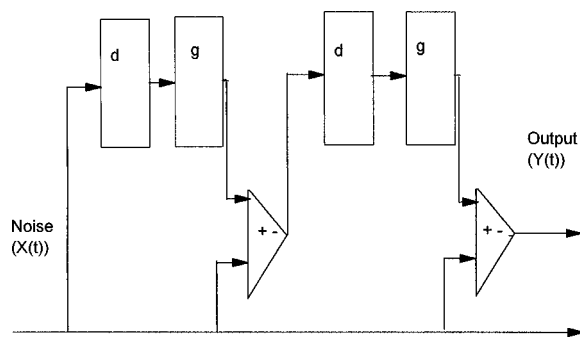 d
g
d
g
Output
(Y(t))
Noise
(X(t))
+ -
+ - -